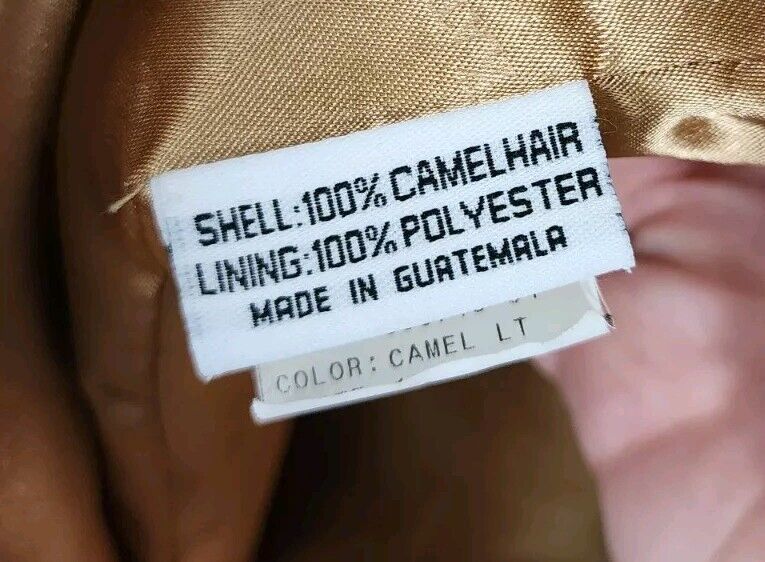 SHELL:100% CAMELHAIR
LINING:100% POLYESTER
MADE IN GUATEMALA
COLOR: CAMEL LT